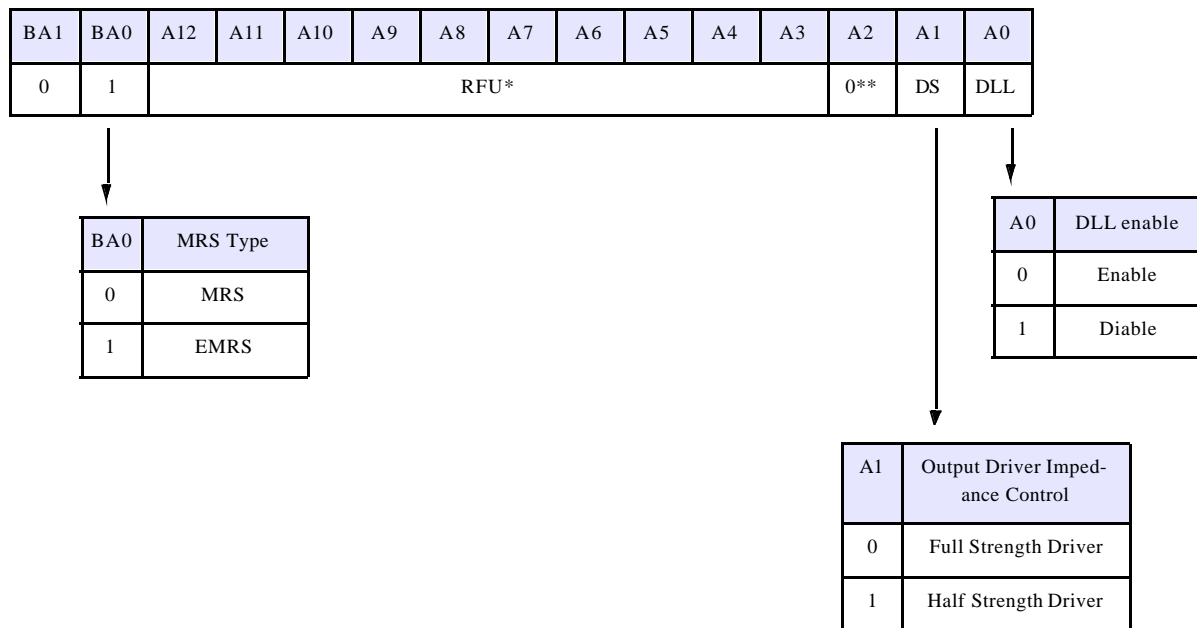 BA1 BA0 A12 A11 A10 A9 A8 A7 A6 A5 A4 A3 A2 A1 A0
0 1 RFU* 0** DS DLL
BA0 MRS Type
0 MRS
1 EMRS
A0 DLL enable
0 Enable
1 Diable
A1 Output Driver Imped-
ance Control
0 Full Strength Driver
1 Half Strength Driver